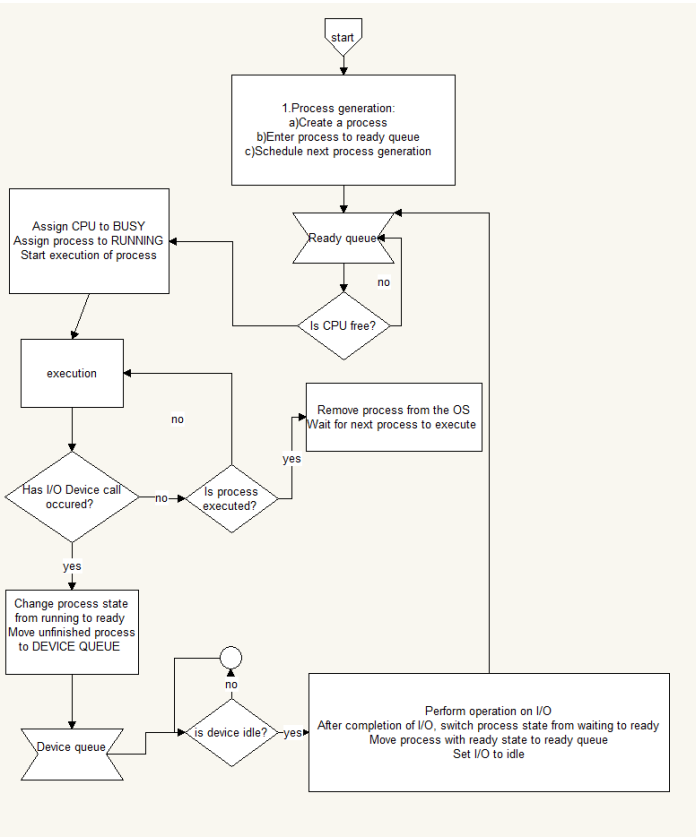 start
1.Process generation:
a)Create a process
b)Enter process to ready queue
c)Schedule next process generation
Assign CPU to BUSY
Assign process to RUNNING
Start execution of process
Ready queue
no
Is CPU free?
execution
no
Remove process from the OS
Wait for next process to execute
yes
Has I/O Device call
occured?
no
Is process
executed?
yes
Change process state
from running to ready
Move unfinished process
to DEVICE QUEUE
no
Device queue
is device idle?
yes
Perform operation on I/O
After completion of I/O, switch process state from waiting to ready
Move process with ready state to ready queue
Set I/O to idle